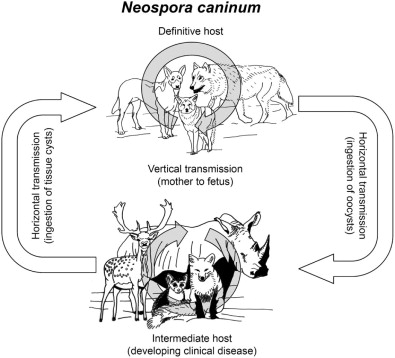 Neospora caninum
Definitive host
Horizontal transmission
(ingestion of tissue cysts)
Vertical transmission
(mother to fetus)
Horizontal transmission
(ingestion of oocysts)
Intermediate host
(developing clinical disease)